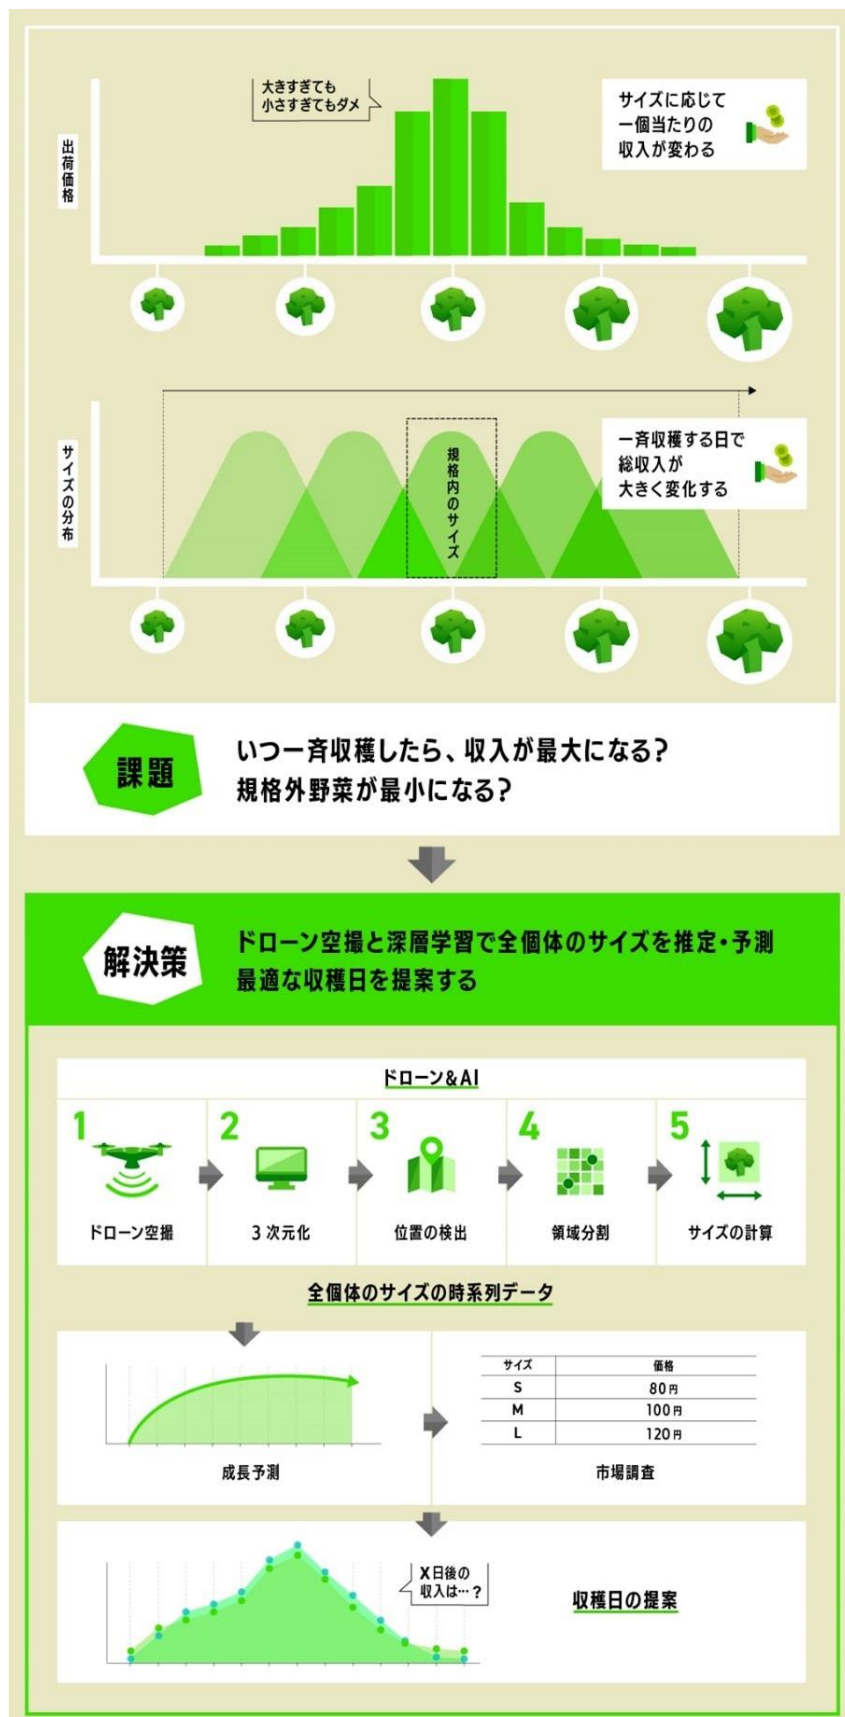 大きすぎても
小さすぎてもダメ
サイズに応じて
一個当たりの
収入が変わる
出荷価格
一斉収穫する日で
総収入が
大きく変化する
サイズの分布
規格内のサイズ
課題
いつ一斉収穫したら、収入が最大になる?
規格外野菜が最小になる?
解決策
ドローン空撮と深層学習で全個体のサイズを推定・予測
最適な収穫日を提案する
ドローン&AI
1
2
3
4
5
ドローン空撮
3次元化
位置の検出
領域分割
サイズの計算
全個体のサイズの時系列データ
サイズ 価格
S 80円
M 100円
L 120円
成長予測
市場調査
X日後の
収入は…?
収穫日の提案